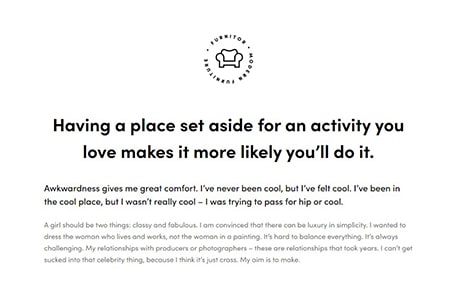 FURNITOR • MODERN FURNITURE •
Having a place set aside for an activity you
love makes it more likely you'll do it.
Awkwardness gives me great comfort. I've never been cool, but I've felt cool. I've been in
the cool place, but I wasn't really cool – I was trying to pass for hip or cool.
A girl should be two things: classy and fabulous. I am convinced that there can be luxury in simplicity. I wanted to
dress the woman who lives and works, not the woman in a painting. It's hard to balance everything. It's always
challenging. My relationships with producers or photographers – these are relationships that took years. I can't get
sucked into that celebrity thing, because I think it's just crass. My aim is to make.